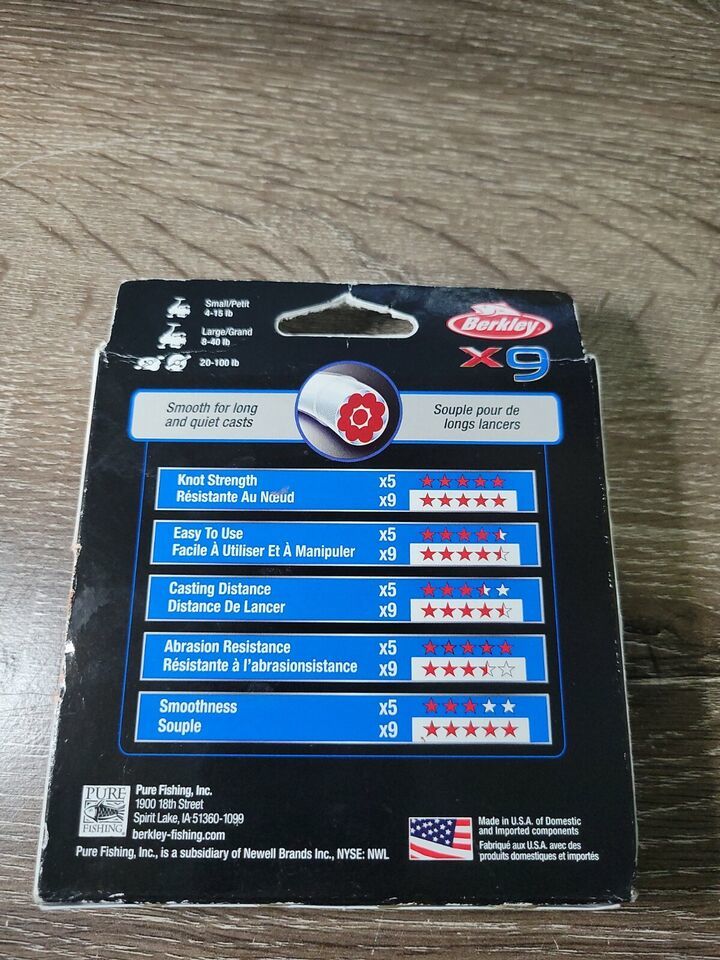 Small/Petit
4-15 lb
Large/Grand
8-40 lb
20-100 lb
Berkley
x9
Smooth for long
and quiet casts
Souple pour de
longs lancers
Knot Strength x5
Résistante Au Nœud x9
Easy To Use x5
Facile À Utiliser Et À Manipuler x9
Casting Distance x5
Distance De Lancer x9
Abrasion Resistance x5
Résistante à l'abrasionsistance x9
Smoothness x5
Souple x9
PURE
FISHING
Pure Fishing, Inc.
1900 18th Street
Spirit Lake, IA-51360-1099
berkley-fishing.com
Pure Fishing, Inc., is a subsidiary of Newell Brands Inc., NYSE: NWL
Made in U.S.A. of Domestic
and Imported components
Fabriqué aux U.S.A. avec des
produits domestiques et importés